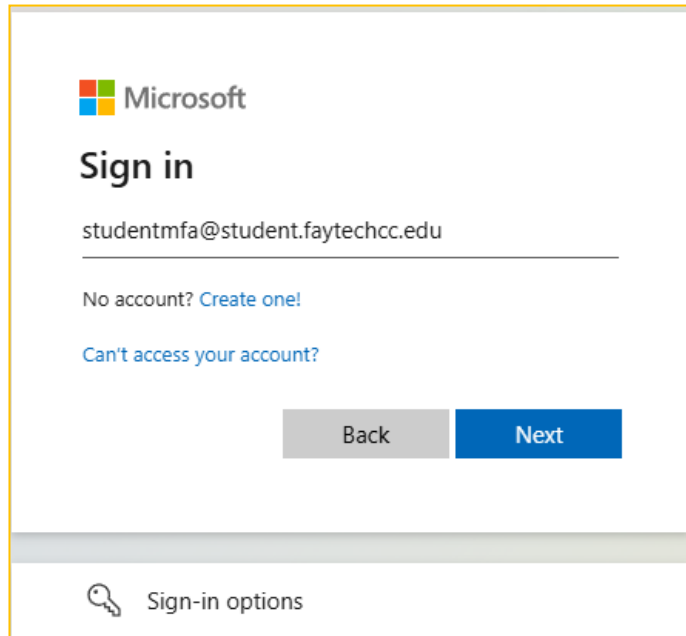 Microsoft
Sign in
studentmfa@student.faytechcc.edu
No account? Create one!
Can't access your account?
Back Next
Sign-in options